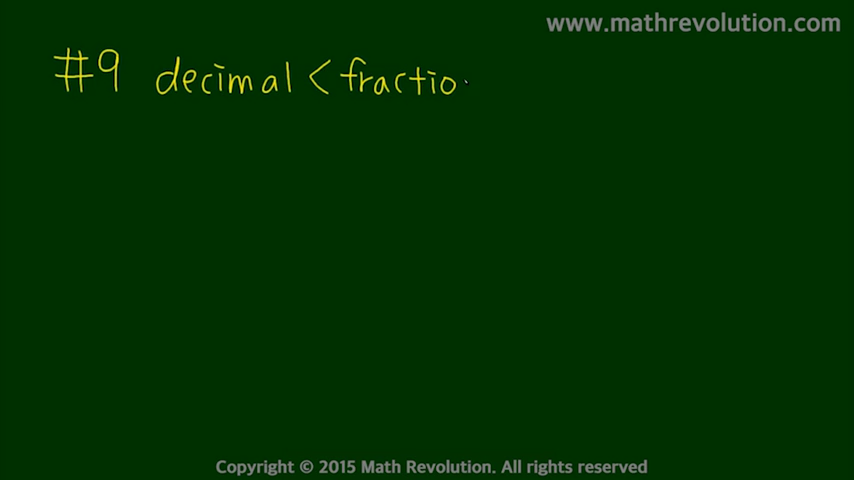 www.mathrevolution.com
#9 decimal < fractio
Copyright © 2015 Math Revolution. All rights reserved